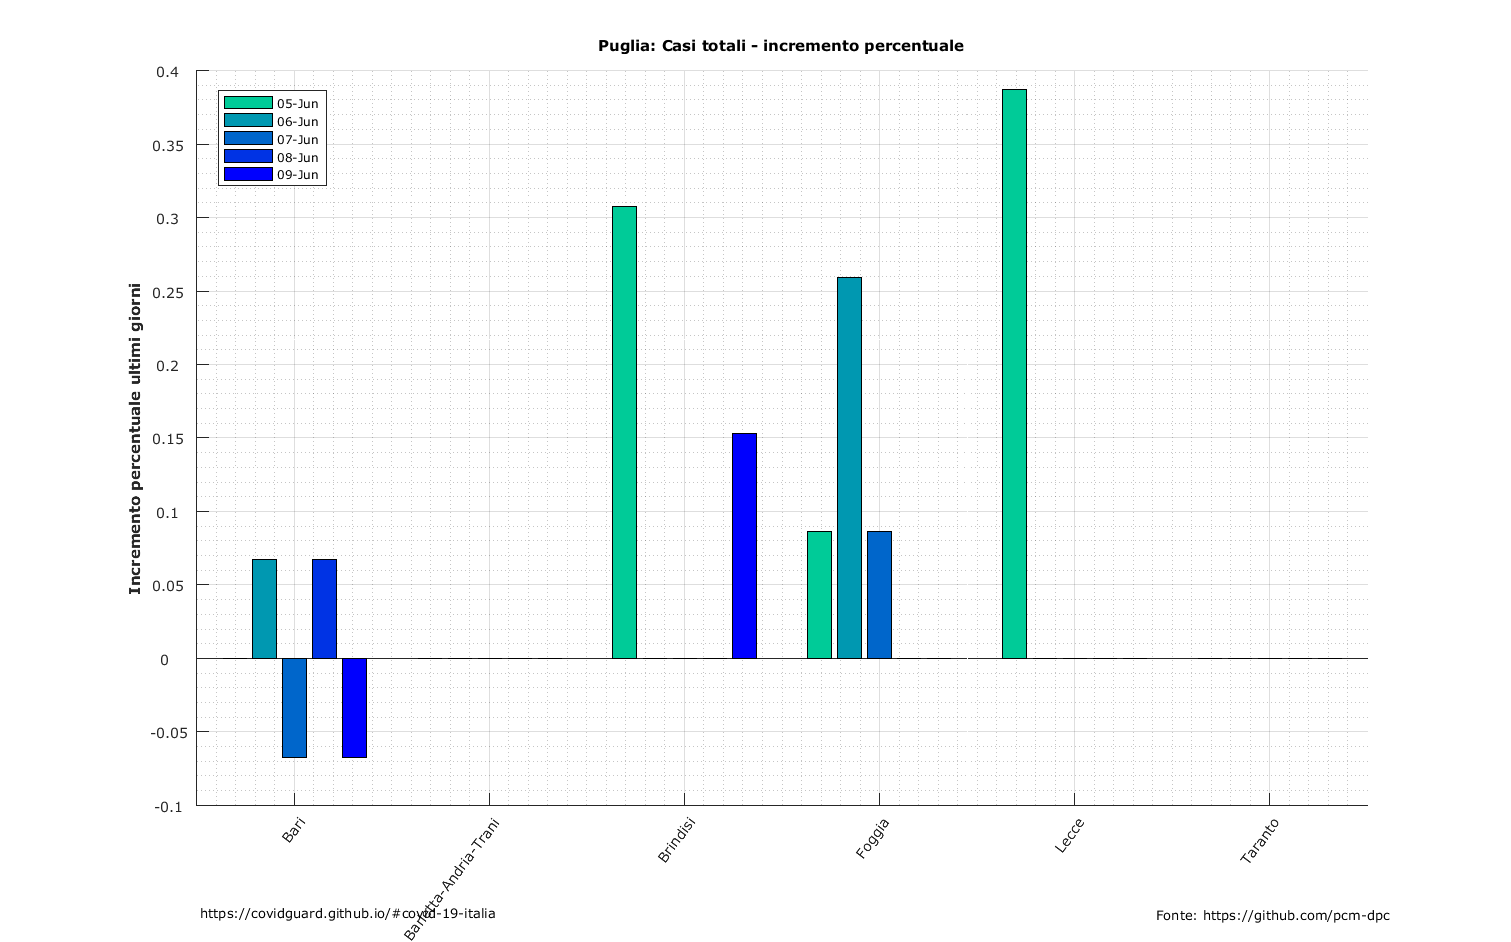 Puglia: Casi totali - incremento percentuale
Incremento percentuale ultimi giorni
0.4
0.35
0.3
0.25
0.2
0.15
0.1
0.05
0
-0.05
-0.1
05-Jun
06-Jun
07-Jun
08-Jun
09-Jun
Bari
Barletta-Andria-Trani
Brindisi
Foggia
Lecce
Taranto
https://covidguard.github.io/#covid-19-italia
Fonte: https://github.com/pcm-dpc